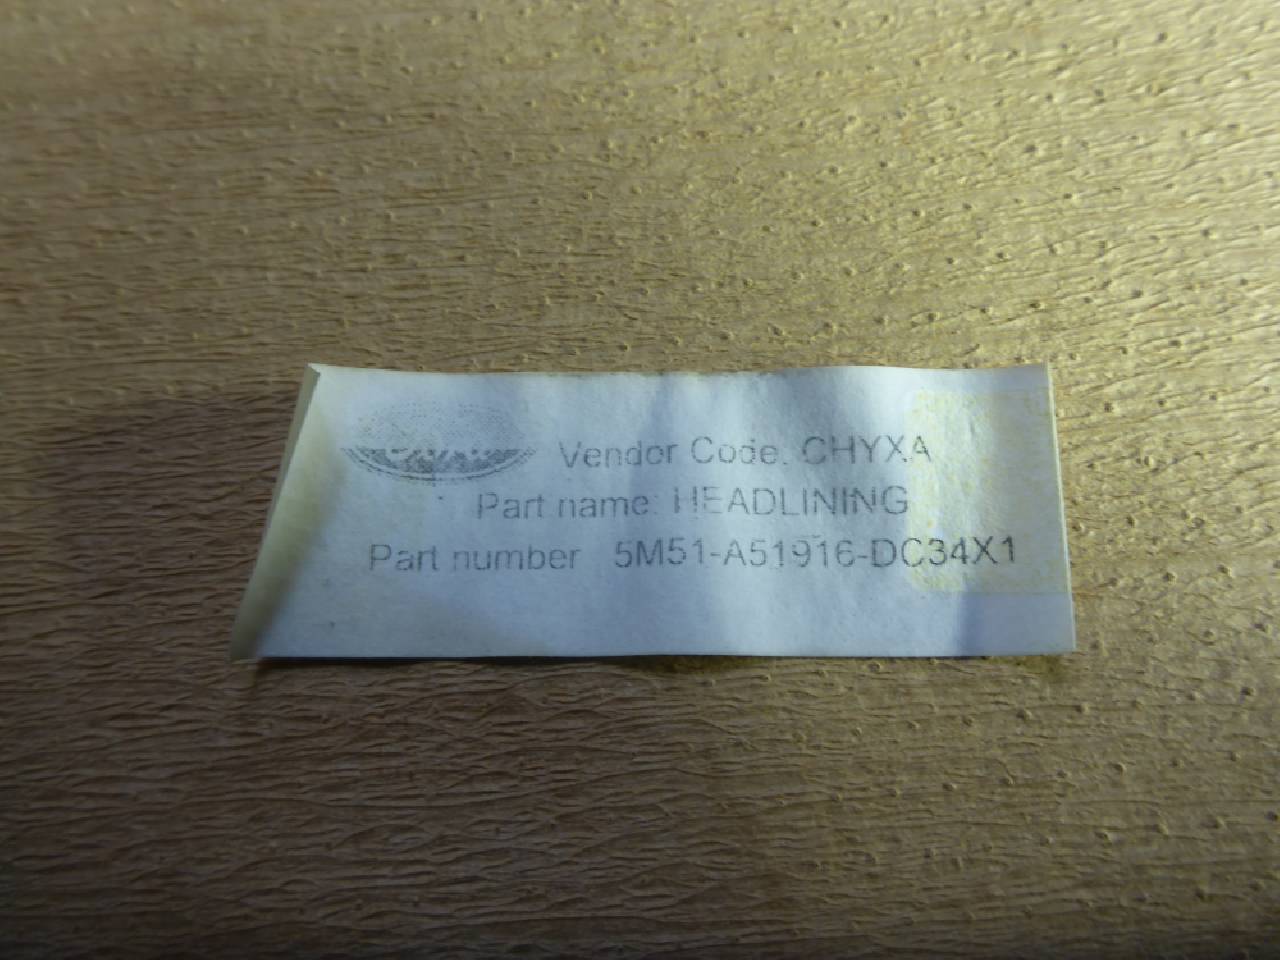 Vendor Code: CHYXA
Part name: HEADLINING
Part number 5M51-A51916-DC34X1